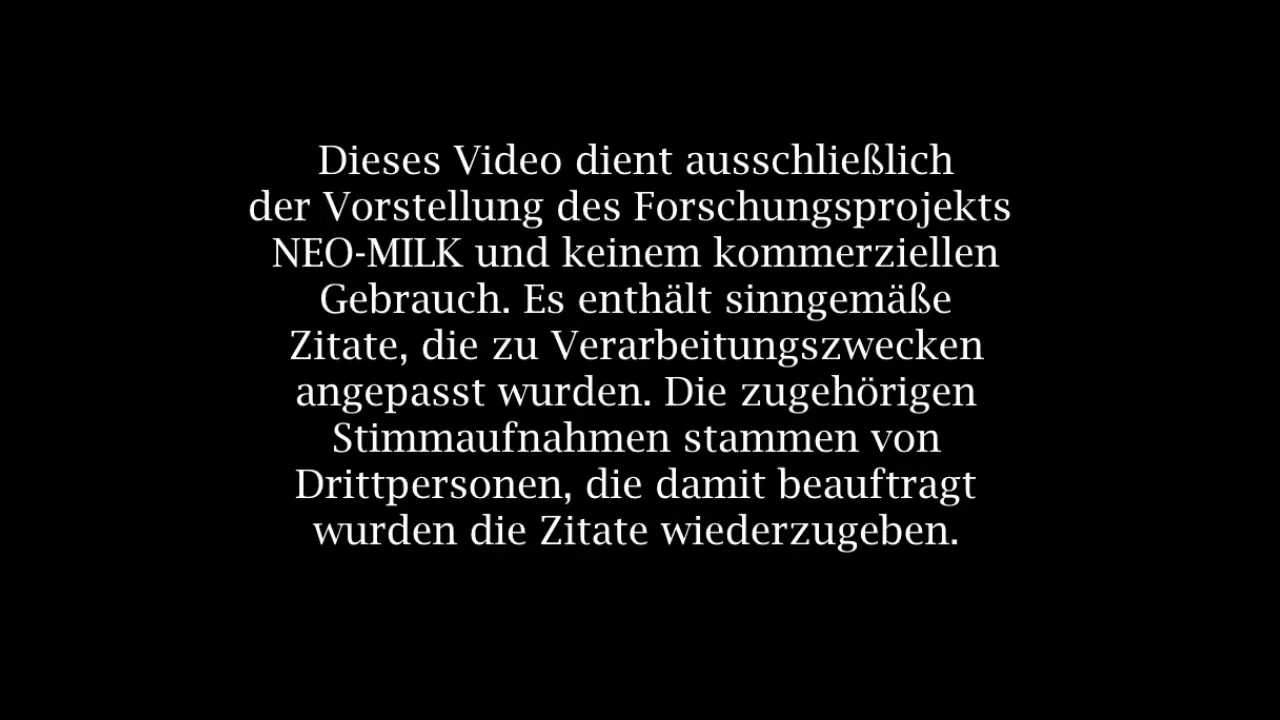 Dieses Video dient ausschließlich
der Vorstellung des Forschungsprojekts
NEO-MILK und keinem kommerziellen
Gebrauch. Es enthält sinngemäße
Zitate, die zu Verarbeitungszwecken
angepasst wurden. Die zugehörigen
Stimmaufnahmen stammen von
Drittpersonen, die damit beauftragt
wurden die Zitate wiederzugeben.